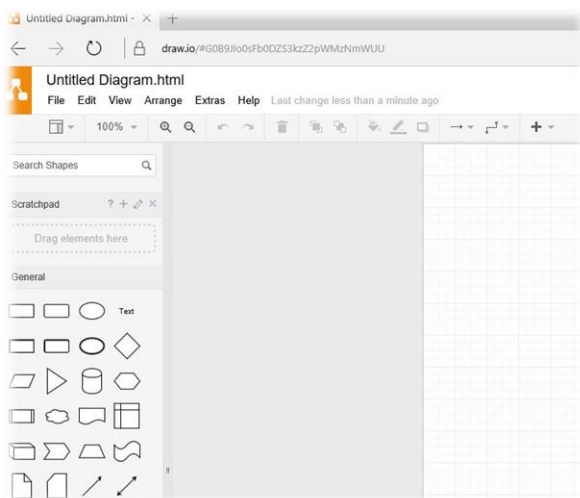 Untitled Diagram.html -
draw.io/#G0B9JIo0sFb0DZS3kzZ2pWMzNmWUU
Untitled Diagram.html
File Edit View Arrange Extras Help Last change less than a minute ago
100%
Search Shapes
Scratchpad ? +
Drag elements here
General
Text